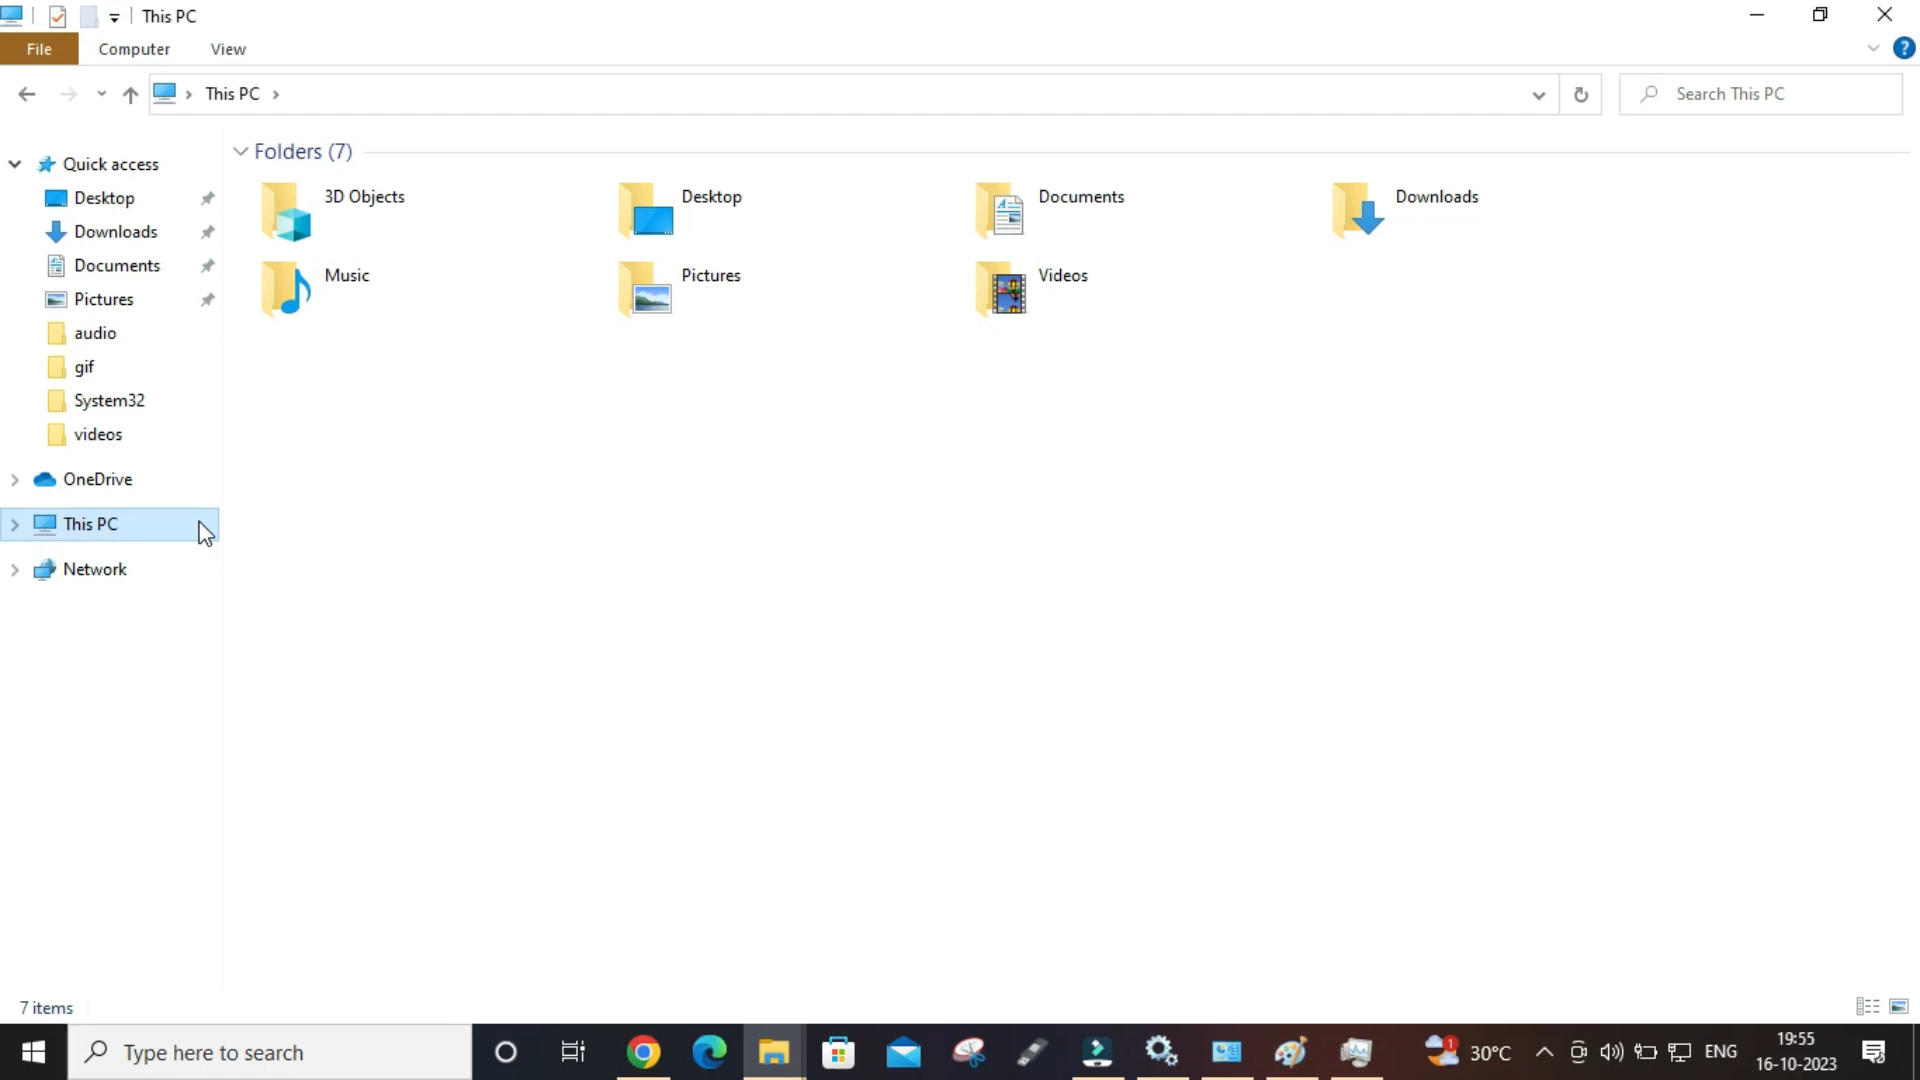 This PC
File Computer View
This PC
Search This PC
Quick access
Desktop
Downloads
Documents
Pictures
audio
gif
System32
videos
OneDrive
This PC
Network
Folders (7)
3D Objects
Desktop
Documents
Downloads
Music
Pictures
Videos
7 items
Type here to search
1
30°C
ENG
19:55
16-10-2023